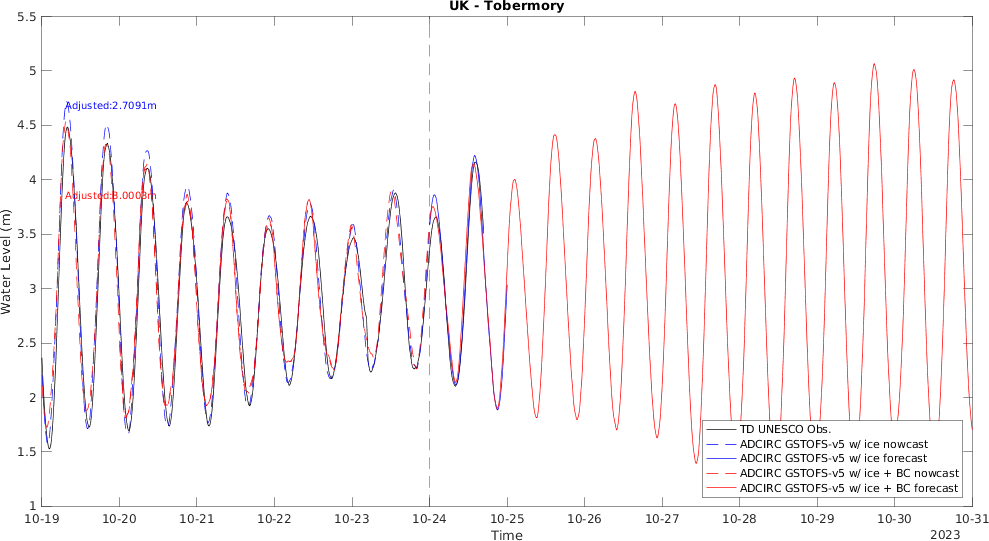 UK - Tobermory
5.5
5
4.5
4
3.5
3
2.5
2
1.5
1
Water Level (m)
Adjusted:2.7091m
Adjusted:3.0003m
TD UNESCO Obs.
ADCIRC GSTOFS-v5 w/ ice nowcast
ADCIRC GSTOFS-v5 w/ ice forecast
ADCIRC GSTOFS-v5 w/ ice + BC nowcast
ADCIRC GSTOFS-v5 w/ ice + BC forecast
10-19 10-20 10-21 10-22 10-23 10-24 10-25 10-26 10-27 10-28 10-29 10-30 10-31
Time
2023